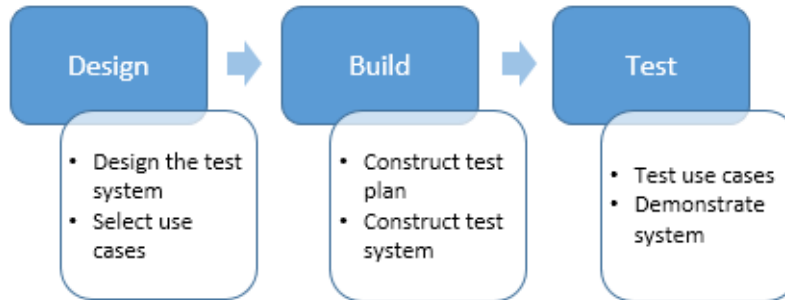 Design
• Design the test
system
• Select use
cases
Build
• Construct test
plan
• Construct test
system
Test
• Test use cases
• Demonstrate
system